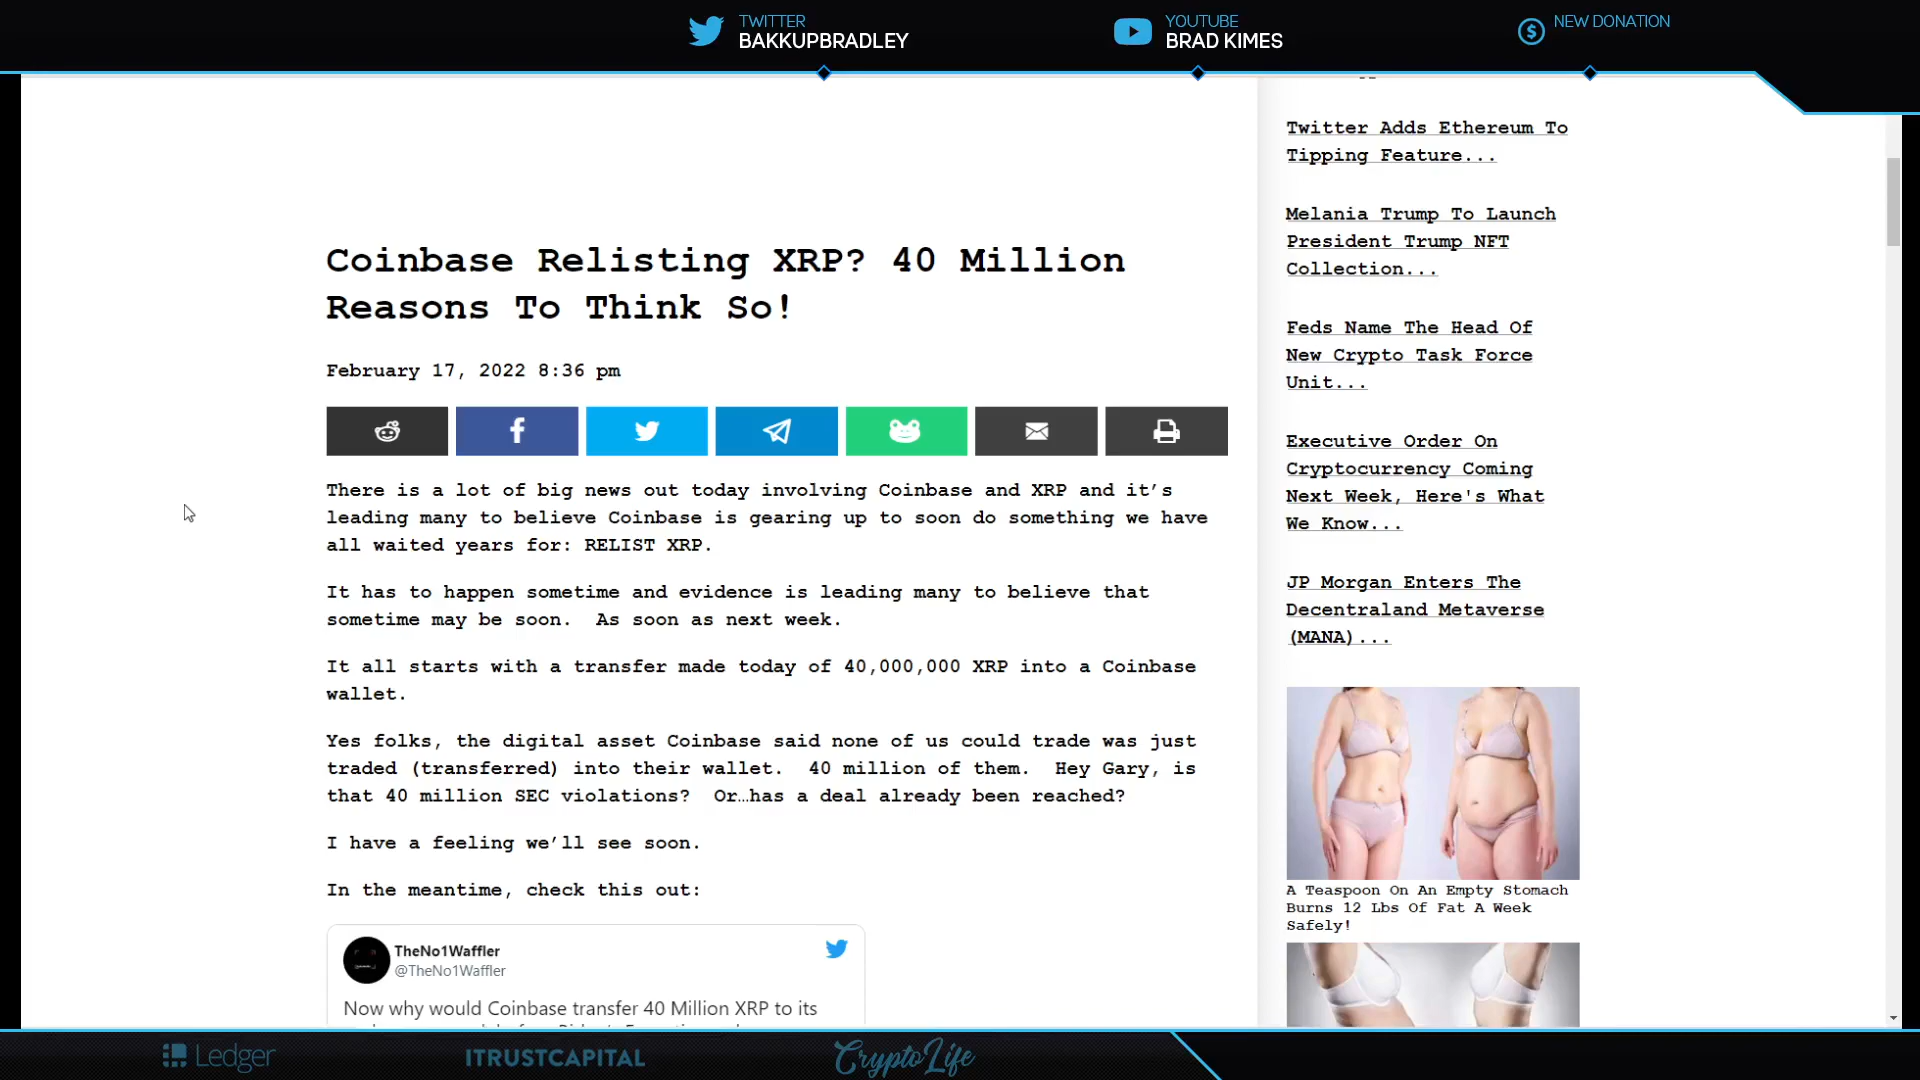 TWITTER
BAKKUPBRADLEY
YOUTUBE
BRAD KIMES
NEW DONATION
Coinbase Relisting XRP? 40 Million
Reasons To Think So!
February 17, 2022 8:36 pm
There is a lot of big news out today involving Coinbase and XRP and it’s
leading many to believe Coinbase is gearing up to soon do something we have
all waited years for: RELIST XRP.
It has to happen sometime and evidence is leading many to believe that
sometime may be soon.  As soon as next week.
It all starts with a transfer made today of 40,000,000 XRP into a Coinbase
wallet.
Yes folks, the digital asset Coinbase said none of us could trade was just
traded (transferred) into their wallet.  40 million of them.  Hey Gary, is
that 40 million SEC violations?  Or…has a deal already been reached?
I have a feeling we’ll see soon.
In the meantime, check this out:
TheNo1Waffler
@TheNo1Waffler
Now why would Coinbase transfer 40 Million XRP to its
Twitter Adds Ethereum To
Tipping Feature...
Melania Trump To Launch
President Trump NFT
Collection...
Feds Name The Head Of
New Crypto Task Force
Unit...
Executive Order On
Cryptocurrency Coming
Next Week, Here's What
We Know...
JP Morgan Enters The
Decentraland Metaverse
(MANA)...
A Teaspoon On An Empty Stomach
Burns 12 Lbs Of Fat A Week
Safely!
Ledger
ITRUSTCAPITAL
CryptoLife